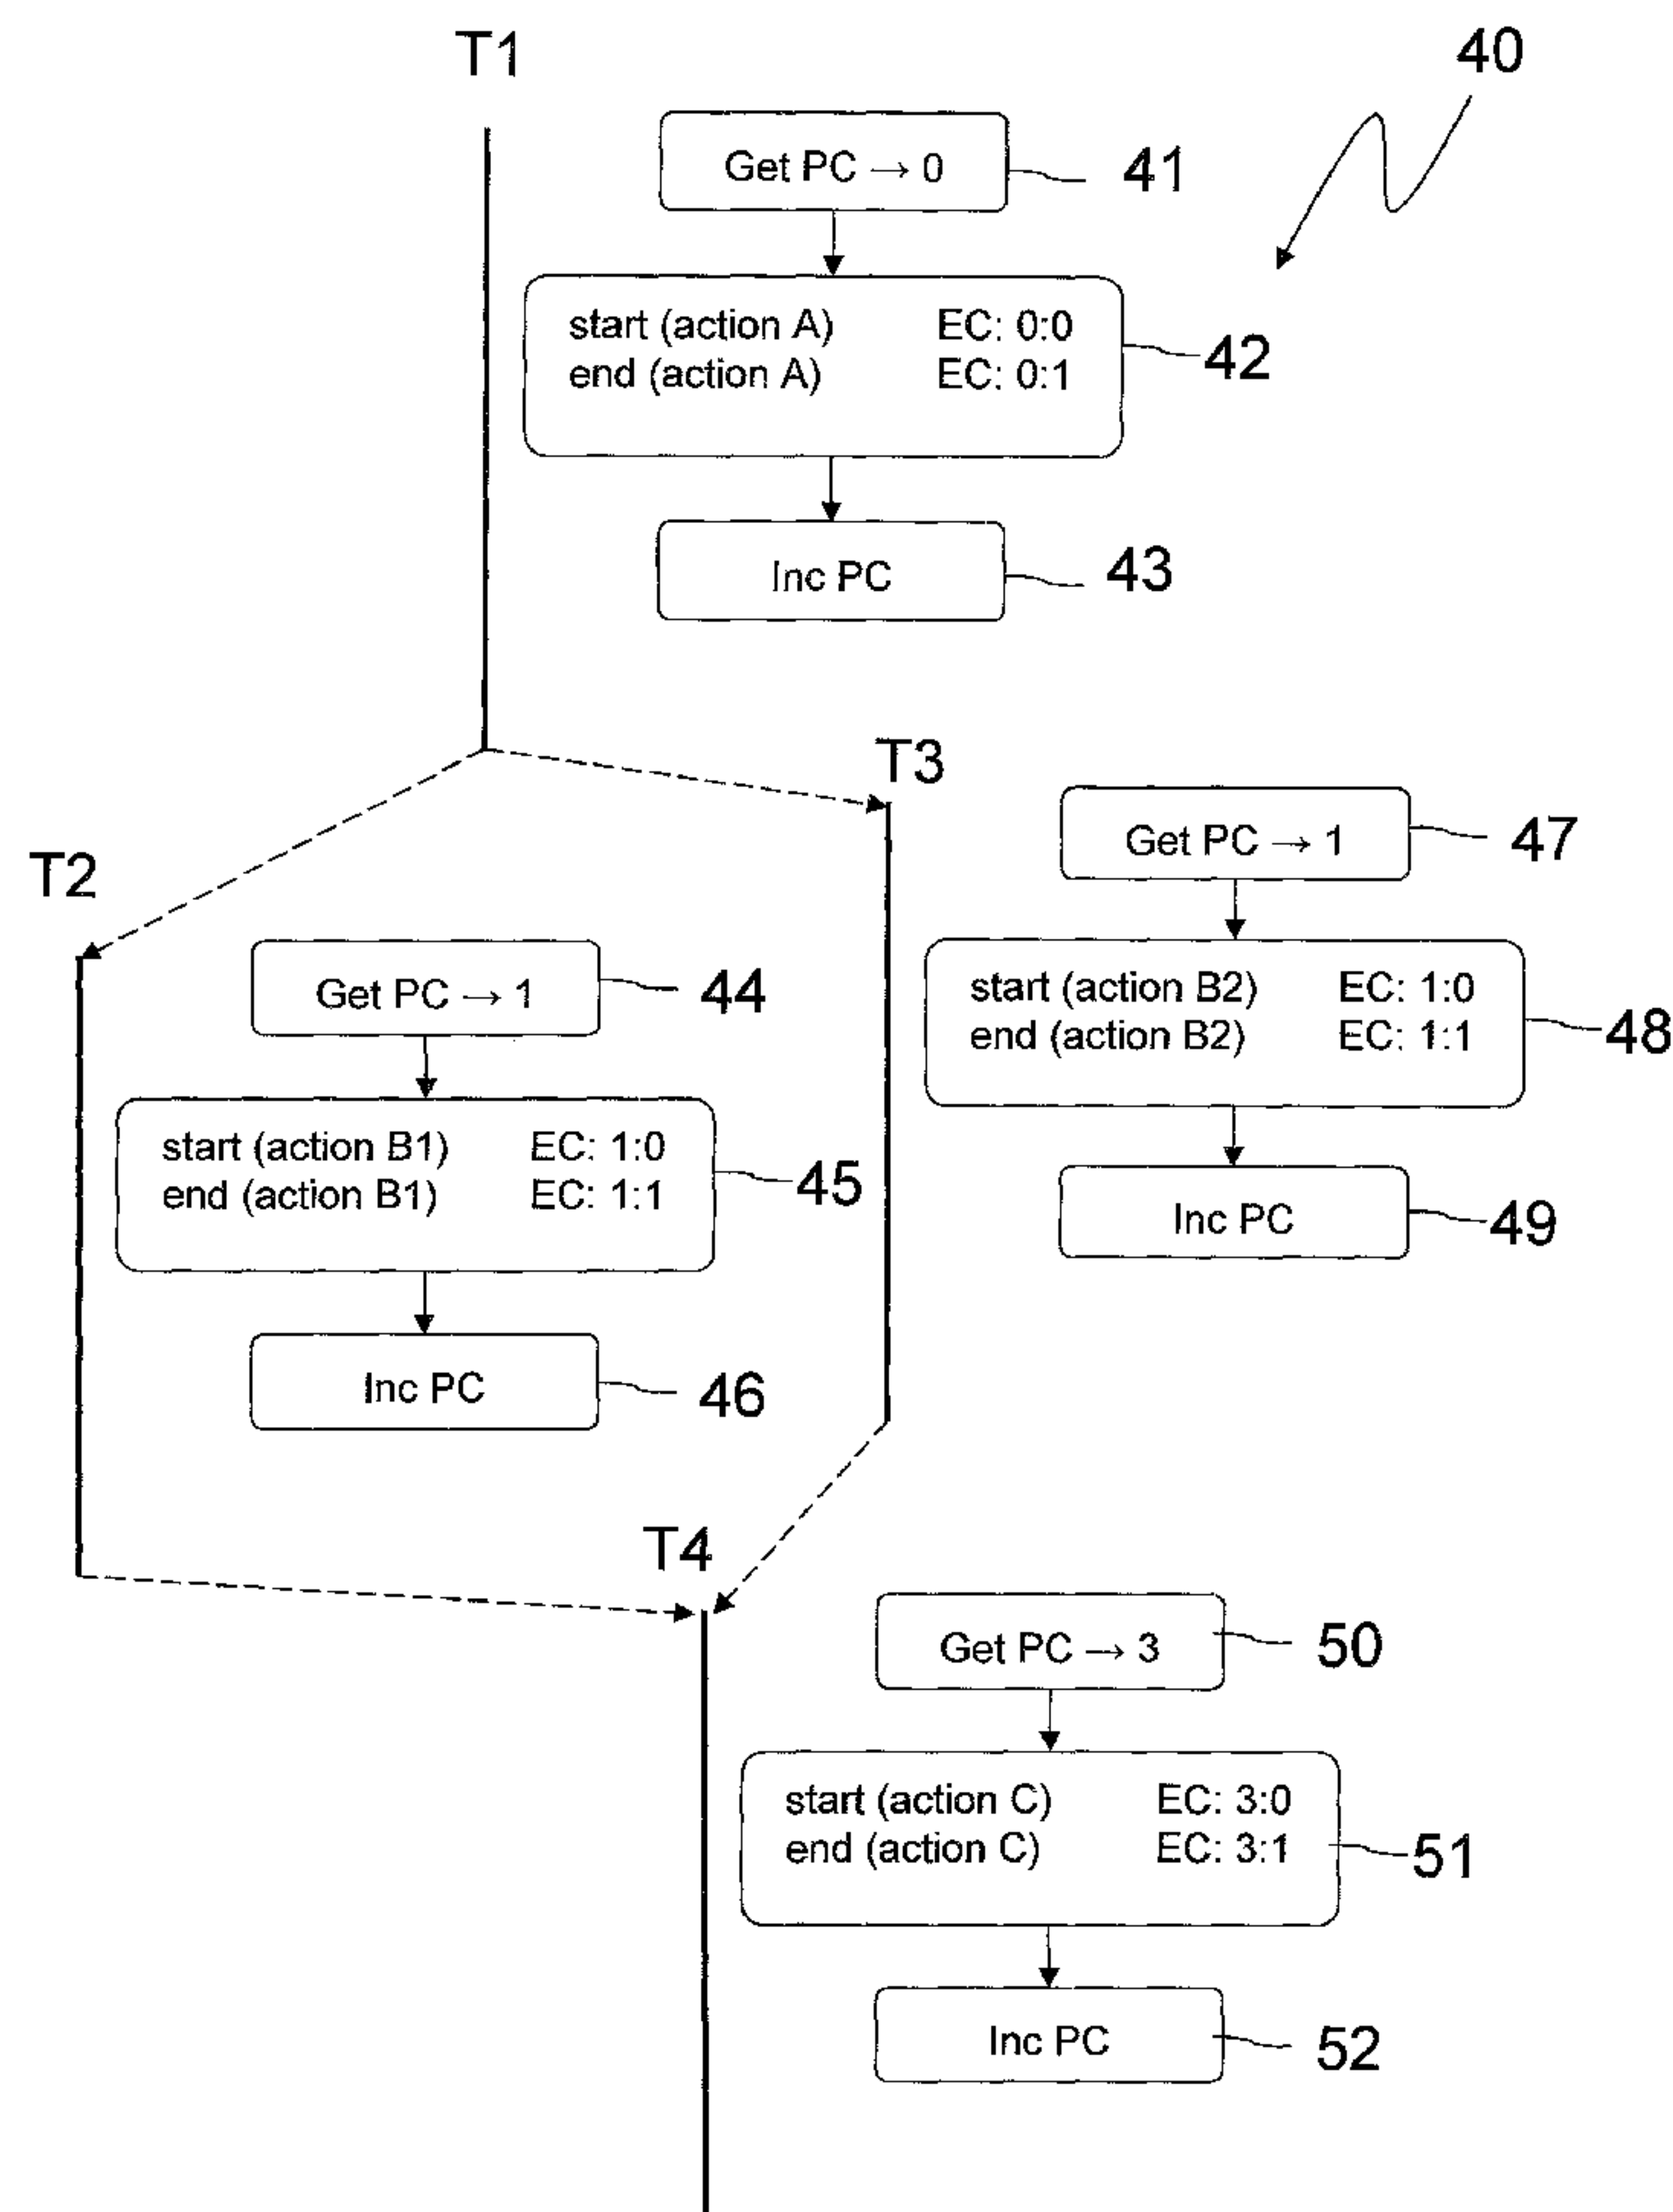 T1
40
Get PC → 0
41
start (action A) EC: 0:0
end (action A) EC: 0:1
42
Inc PC
43
T3
Get PC → 1
47
T2
start (action B2) EC: 1:0
end (action B2) EC: 1:1
48
Get PC → 1
44
start (action B1) EC: 1:0
end (action B1) EC: 1:1
45
Inc PC
49
Inc PC
46
T4
Get PC → 3
50
start (action C) EC: 3:0
end (action C) EC: 3:1
51
Inc PC
52